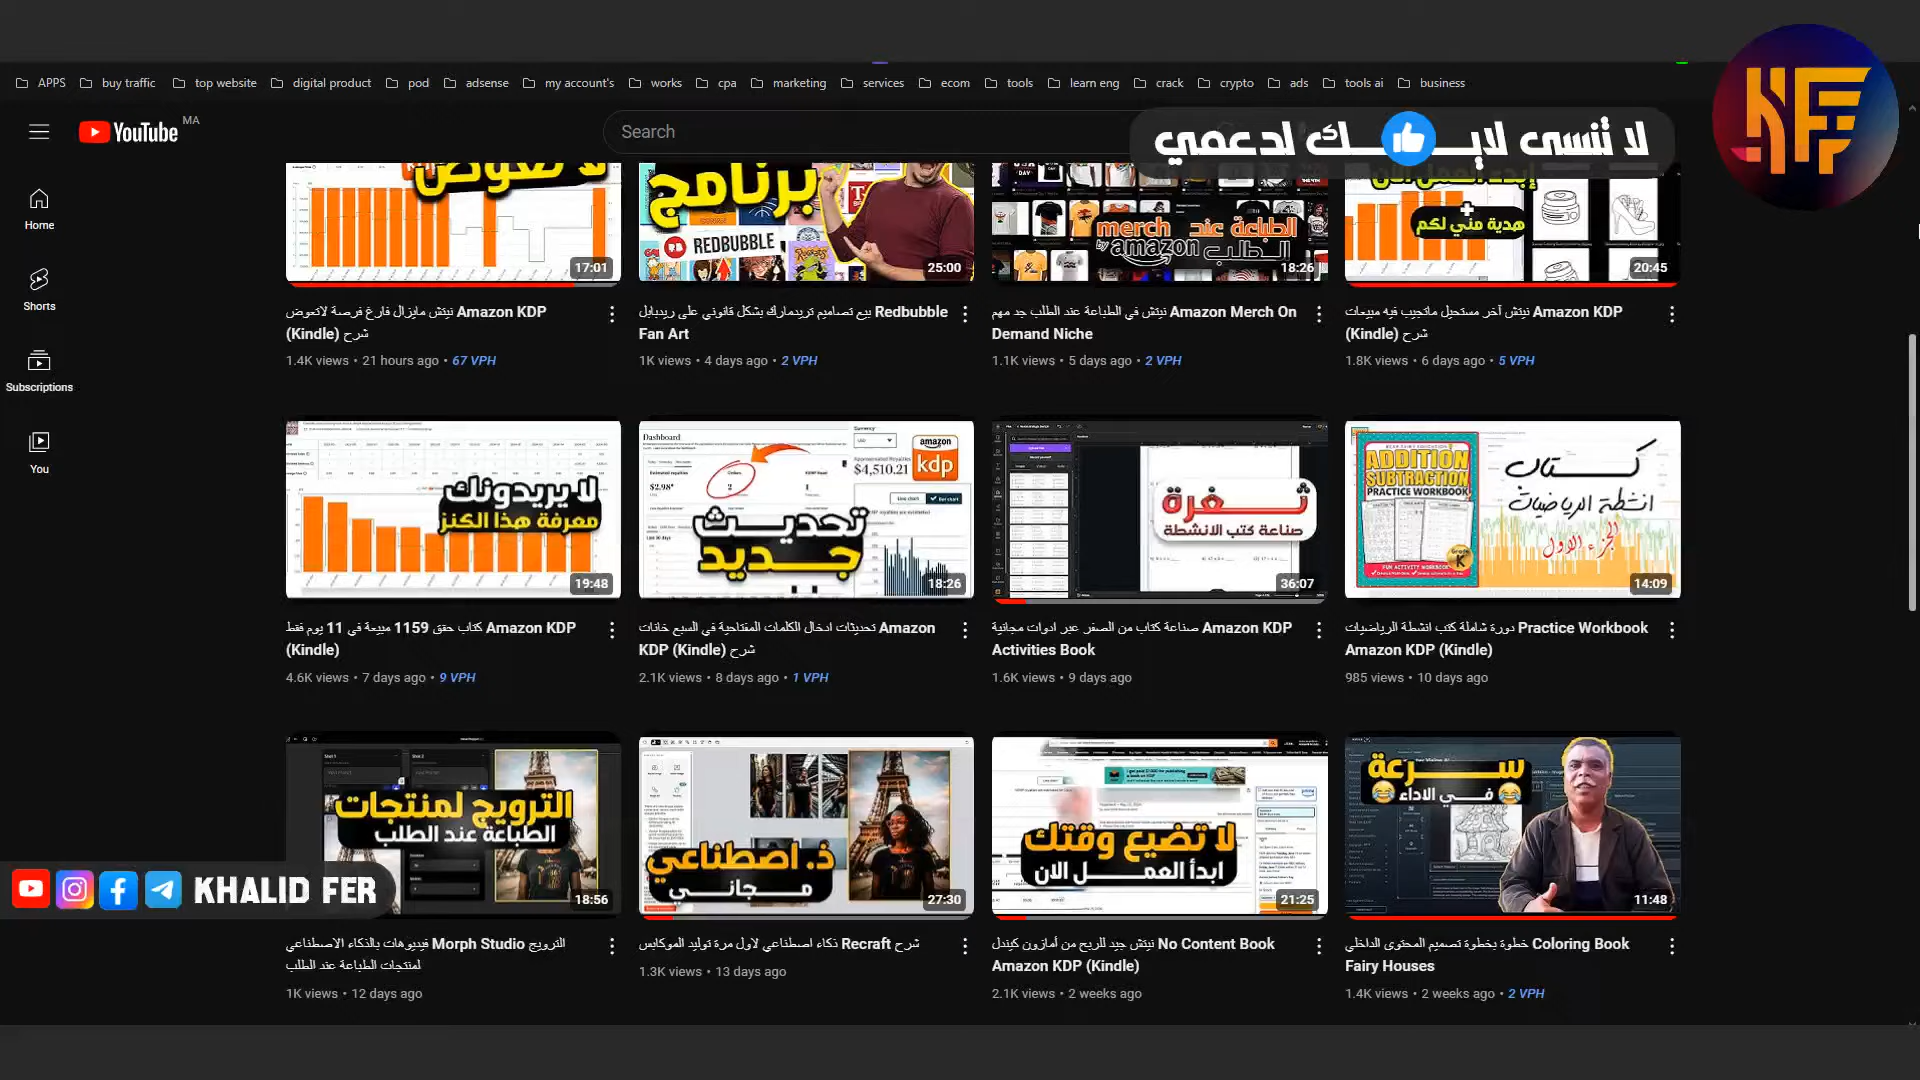 APPS buy traffic top website digital product pod adsense my account's works cpa marketing services ecom tools learn eng crack crypto ads tools ai business
YouTube MA
Search
لا تنسى لايـــك لدعمي
KF
Home
Shorts
Subscriptions
You
لا تعوض
17:01
برنامج
REDBUBBLE
25:00
merch by amazon
الطباعة عند الطلب
18:26
إبدء العمل الآن
+
هدية مني لكم
20:45
نيتش مايزال فارغ فرصة لاتعوض Amazon KDP
(Kindle) شرح
1.4K views • 21 hours ago • 67 VPH
بيع تصاميم تريدمارك بشكل قانوني على ريدبابل Redbubble
Fan Art
1K views • 4 days ago • 2 VPH
نيتش في الطباعة عند الطلب جد مهم Amazon Merch On
Demand Niche
1.1K views • 5 days ago • 2 VPH
نيتش آخر مستحيل ماتجيب فيه مبيعات Amazon KDP
(Kindle) شرح
1.8K views • 6 days ago • 5 VPH
لا يريدونك
معرفة هذا الكنز
19:48
Dashboard
$2.98*
2
1
$4,510.21
amazon
kdp
تحديث
جديد
18:26
ثغرة
صناعة كتب الانشطة
36:07
ADDITION
SUBTRACTION
PRACTICE WORKBOOK
FUN ACTIVITY WORKBOOK
كتاب
انشطة الرياضيات
الجزء الاول
14:09
كتاب حقق 1159 مبيعة في 11 يوم فقط Amazon KDP
(Kindle)
4.6K views • 7 days ago • 9 VPH
تحديثات ادخال الكلمات المفتاحية في السبع خانات Amazon
KDP (Kindle) شرح
2.1K views • 8 days ago • 1 VPH
صناعة كتاب من الصفر عبر ادوات مجانية Amazon KDP
Activities Book
1.6K views • 9 days ago
دورة شاملة كتب انشطة الرياضيات Practice Workbook
Amazon KDP (Kindle)
985 views • 10 days ago
الترويج لمنتجات
الطباعة عند الطلب
18:56
ذ. اصطناعي
مجاني
27:30
لا تضيع وقتك
ابدأ العمل الان
21:25
سرعة
في الاداء
11:48
KHALID FER
فيديوهات بالذكاء الاصطناعي Morph Studio الترويج
لمنتجات الطباعة عند الطلب
1K views • 12 days ago
ذكاء اصطناعي لاول مرة توليد الموكابس Recraft شرح
1.3K views • 13 days ago
نيتش جيد للربح من أمازون كيندل No Content Book
Amazon KDP (Kindle)
2.1K views • 2 weeks ago
خطوة بخطوة تصميم المحتوى الداخلي Coloring Book
Fairy Houses
1.4K views • 2 weeks ago • 2 VPH